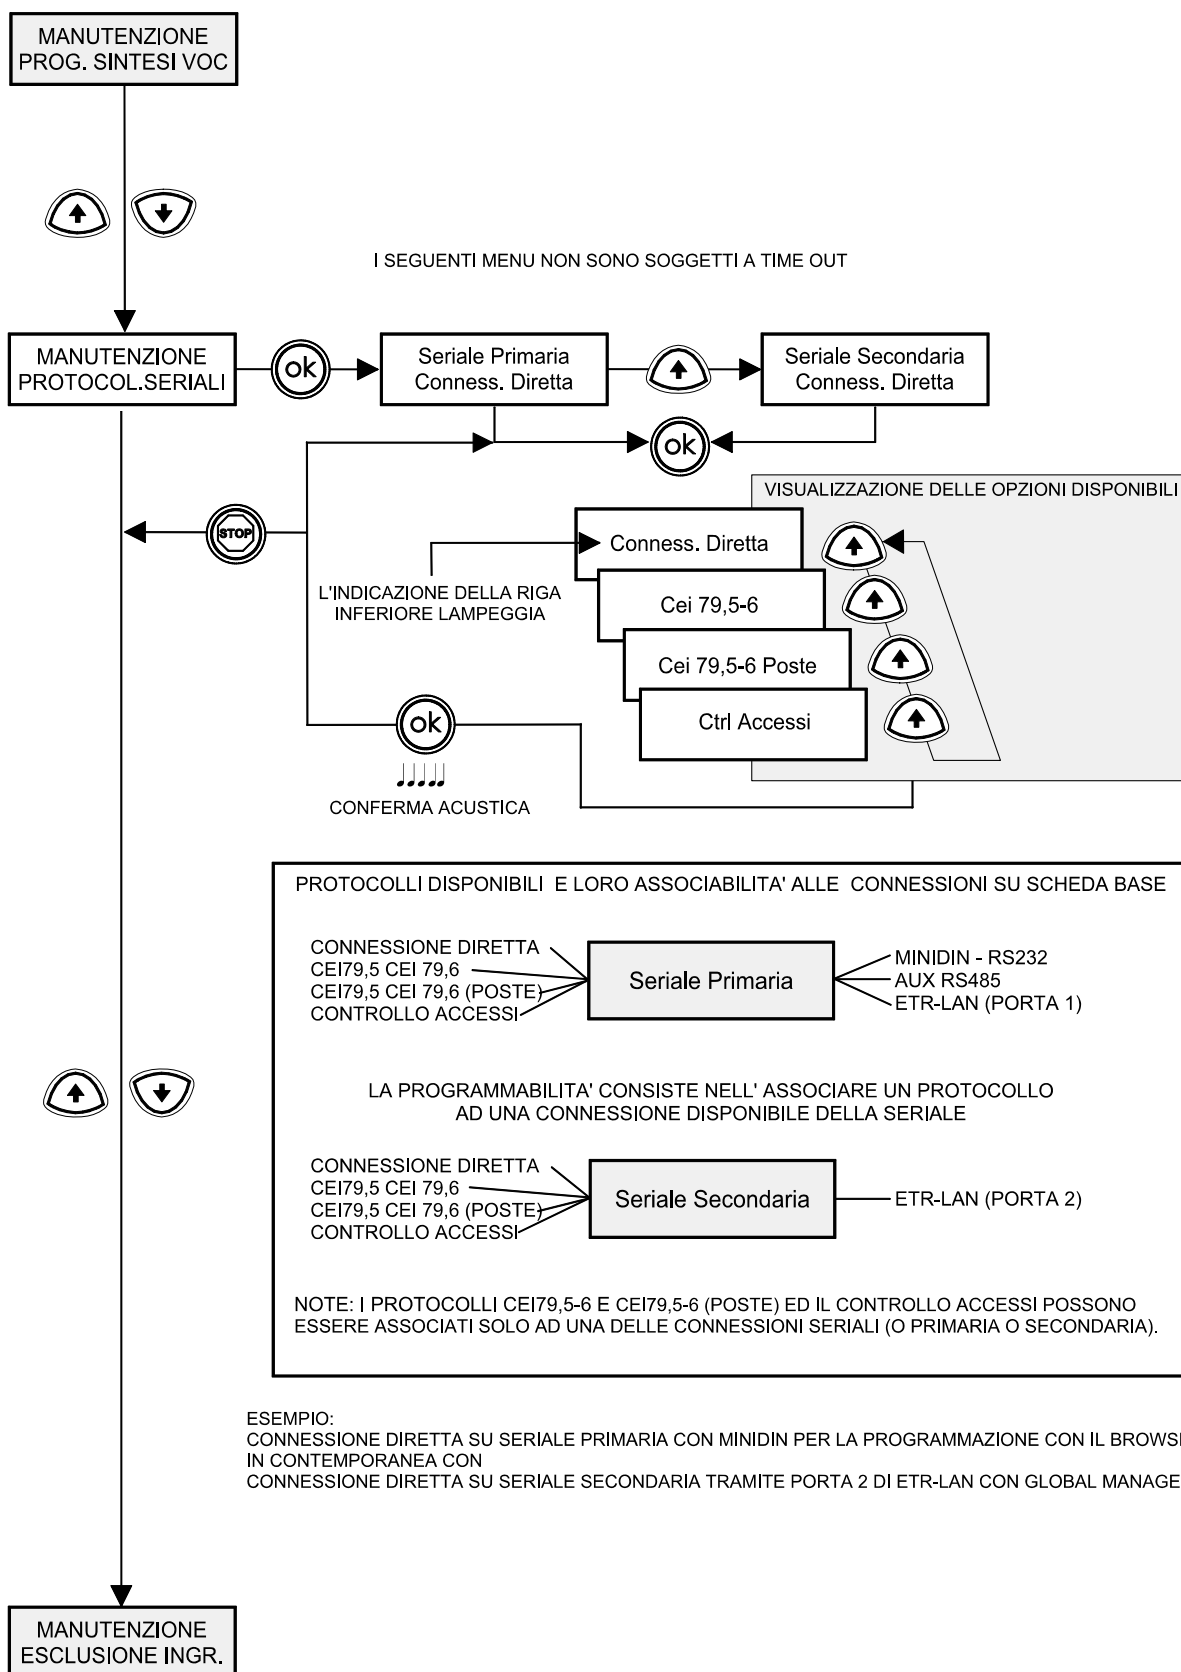 MANUTENZIONE
PROG. SINTESI VOC
I SEGUENTI MENU NON SONO SOGGETTI A TIME OUT
MANUTENZIONE
PROTOCOL.SERIALI
ok
Seriale Primaria
Conness. Diretta
Seriale Secondaria
Conness. Diretta
ok
VISUALIZZAZIONE DELLE OPZIONI DISPONIBILI
STOP
Conness. Diretta
L'INDICAZIONE DELLA RIGA
INFERIORE LAMPEGGIA
Cei 79,5-6
Cei 79,5-6 Poste
Ctrl Accessi
ok
CONFERMA ACUSTICA
PROTOCOLLI DISPONIBILI E LORO ASSOCIABILITA' ALLE CONNESSIONI SU SCHEDA BASE
CONNESSIONE DIRETTA
CEI79,5 CEI 79,6
CEI79,5 CEI 79,6 (POSTE)
CONTROLLO ACCESSI
Seriale Primaria
MINIDIN - RS232
AUX RS485
ETR-LAN (PORTA 1)
LA PROGRAMMABILITA' CONSISTE NELL' ASSOCIARE UN PROTOCOLLO
AD UNA CONNESSIONE DISPONIBILE DELLA SERIALE
CONNESSIONE DIRETTA
CEI79,5 CEI 79,6
CEI79,5 CEI 79,6 (POSTE)
CONTROLLO ACCESSI
Seriale Secondaria
ETR-LAN (PORTA 2)
NOTE: I PROTOCOLLI CEI79,5-6 E CEI79,5-6 (POSTE) ED IL CONTROLLO ACCESSI POSSONO
ESSERE ASSOCIATI SOLO AD UNA DELLE CONNESSIONI SERIALI (O PRIMARIA O SECONDARIA).
ESEMPIO:
CONNESSIONE DIRETTA SU SERIALE PRIMARIA CON MINIDIN PER LA PROGRAMMAZIONE CON IL BROWS
IN CONTEMPORANEA CON
CONNESSIONE DIRETTA SU SERIALE SECONDARIA TRAMITE PORTA 2 DI ETR-LAN CON GLOBAL MANAGE
MANUTENZIONE
ESCLUSIONE INGR.